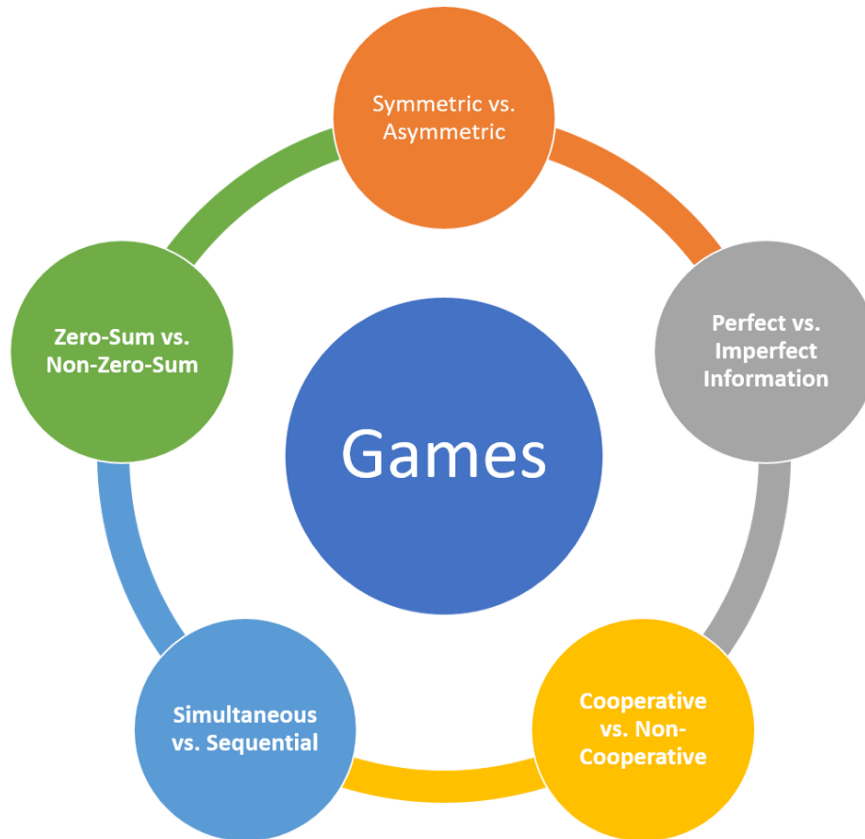 Symmetric vs.
Asymmetric
Perfect vs.
Imperfect
Information
Zero-Sum vs.
Non-Zero-Sum
Games
Cooperative
vs. Non-
Cooperative
Simultaneous
vs. Sequential